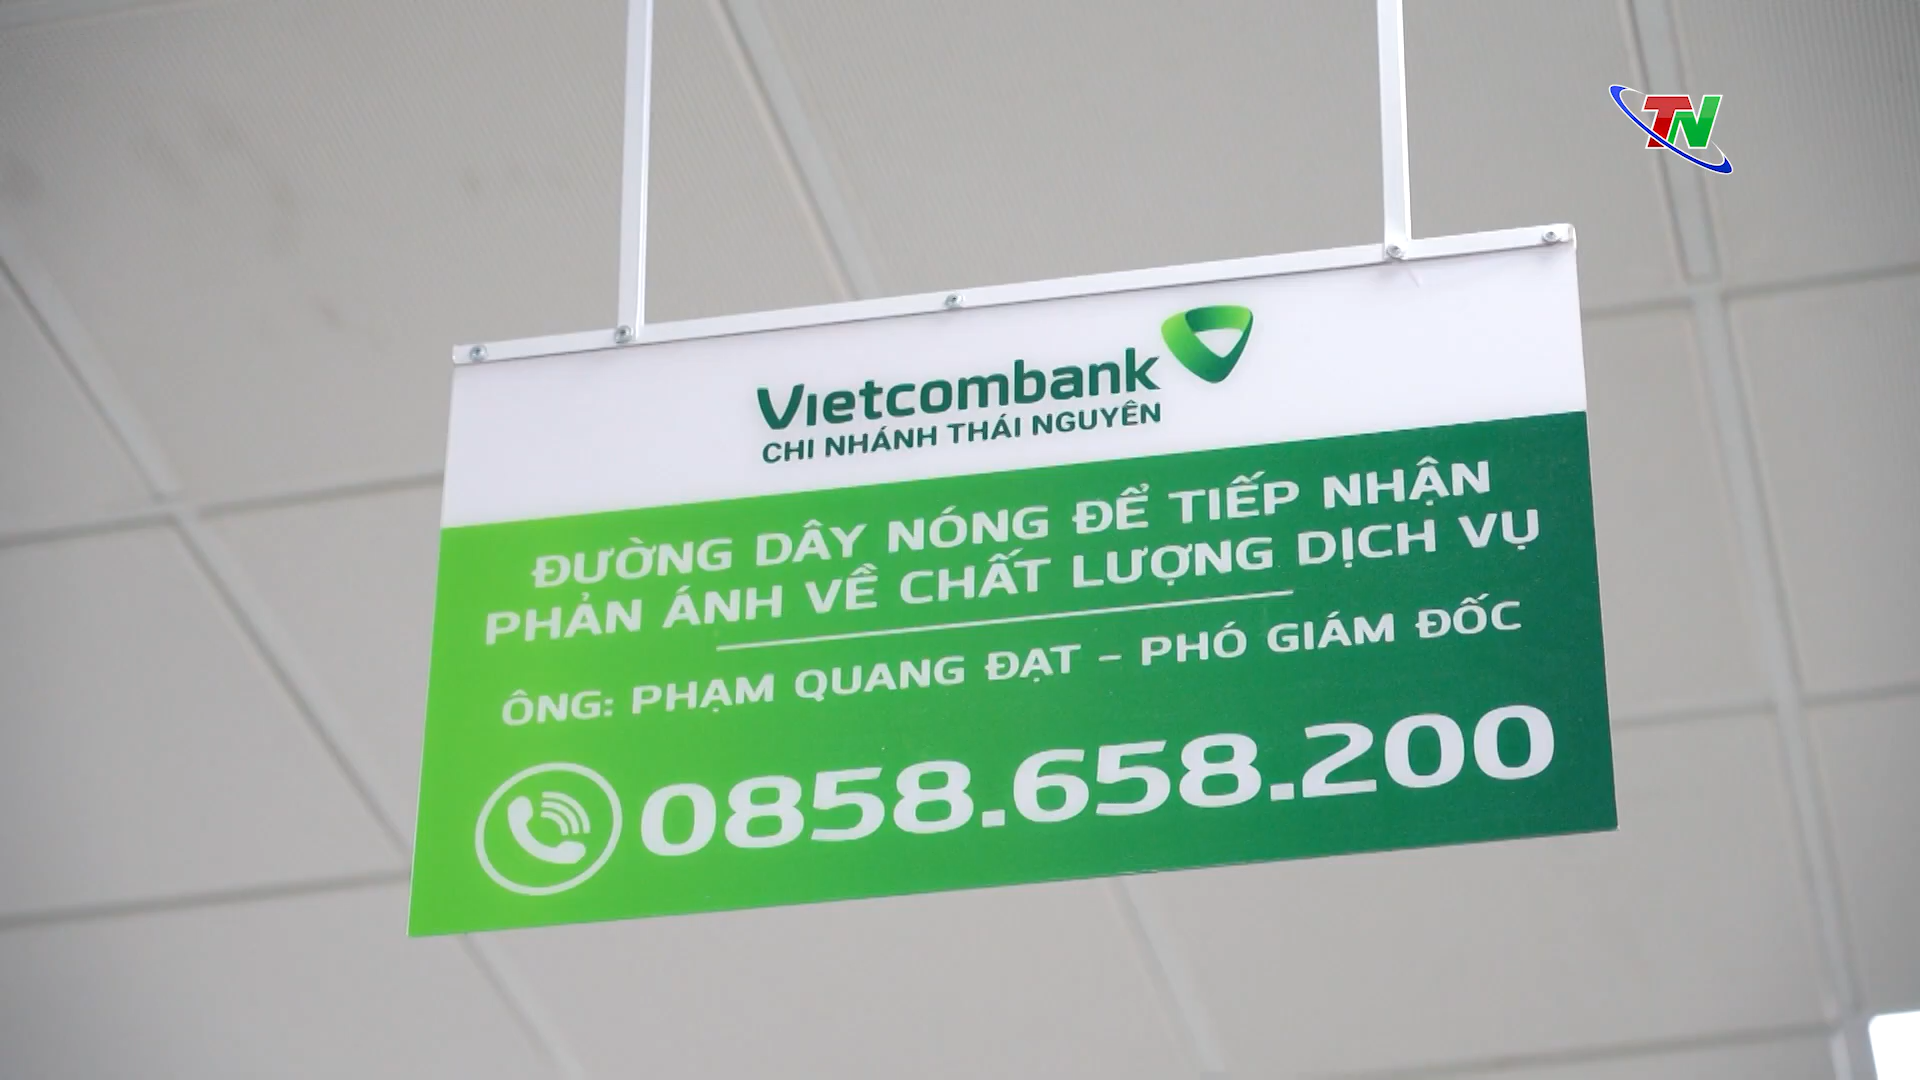 TN
Vietcombank
CHI NHÁNH THÁI NGUYÊN
ĐƯỜNG DÂY NÓNG ĐỂ TIẾP NHẬN
PHẢN ÁNH VỀ CHẤT LƯỢNG DỊCH VỤ
ÔNG: PHẠM QUANG ĐẠT - PHÓ GIÁM ĐỐC
0858.658.200